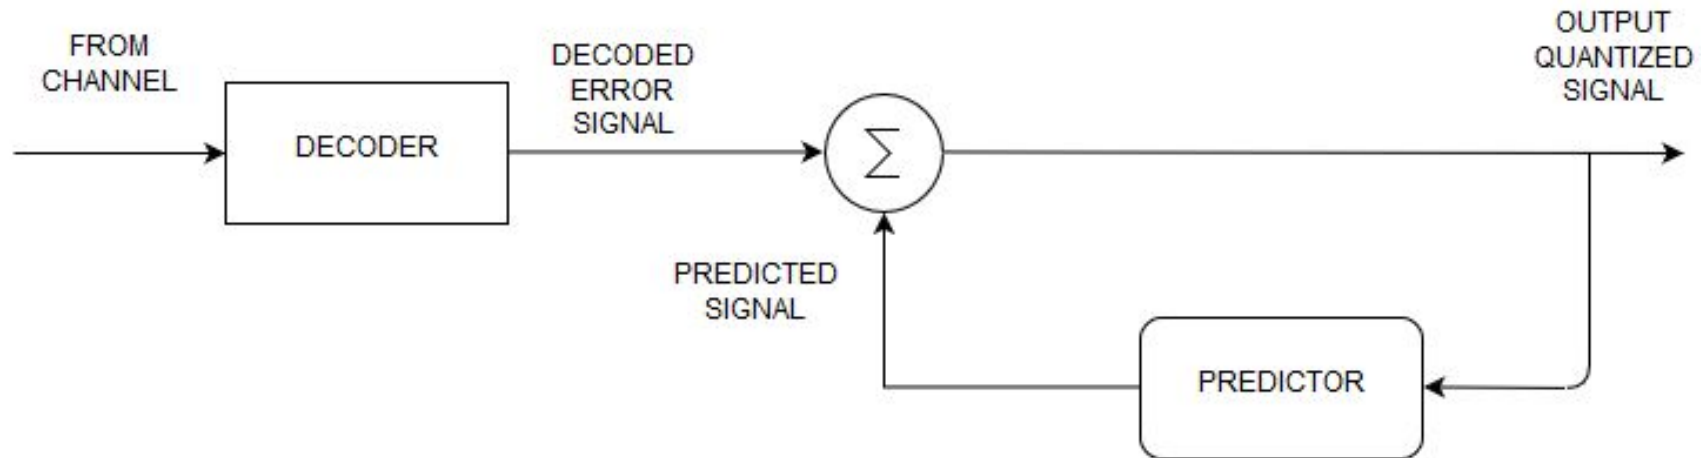 FROM
CHANNEL
DECODER
DECODED
ERROR
SIGNAL
Σ
OUTPUT
QUANTIZED
SIGNAL
PREDICTED
SIGNAL
PREDICTOR